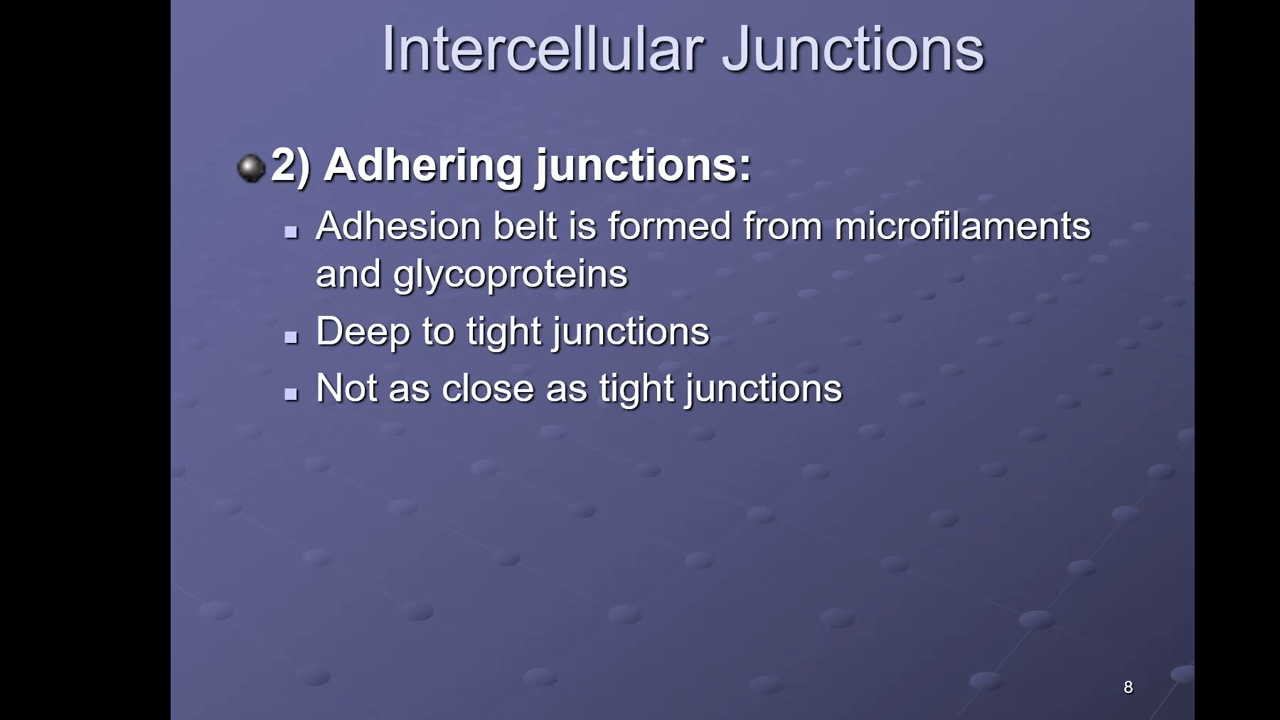 Intercellular Junctions
2) Adhering junctions:
Adhesion belt is formed from microfilaments
and glycoproteins
Deep to tight junctions
Not as close as tight junctions
8